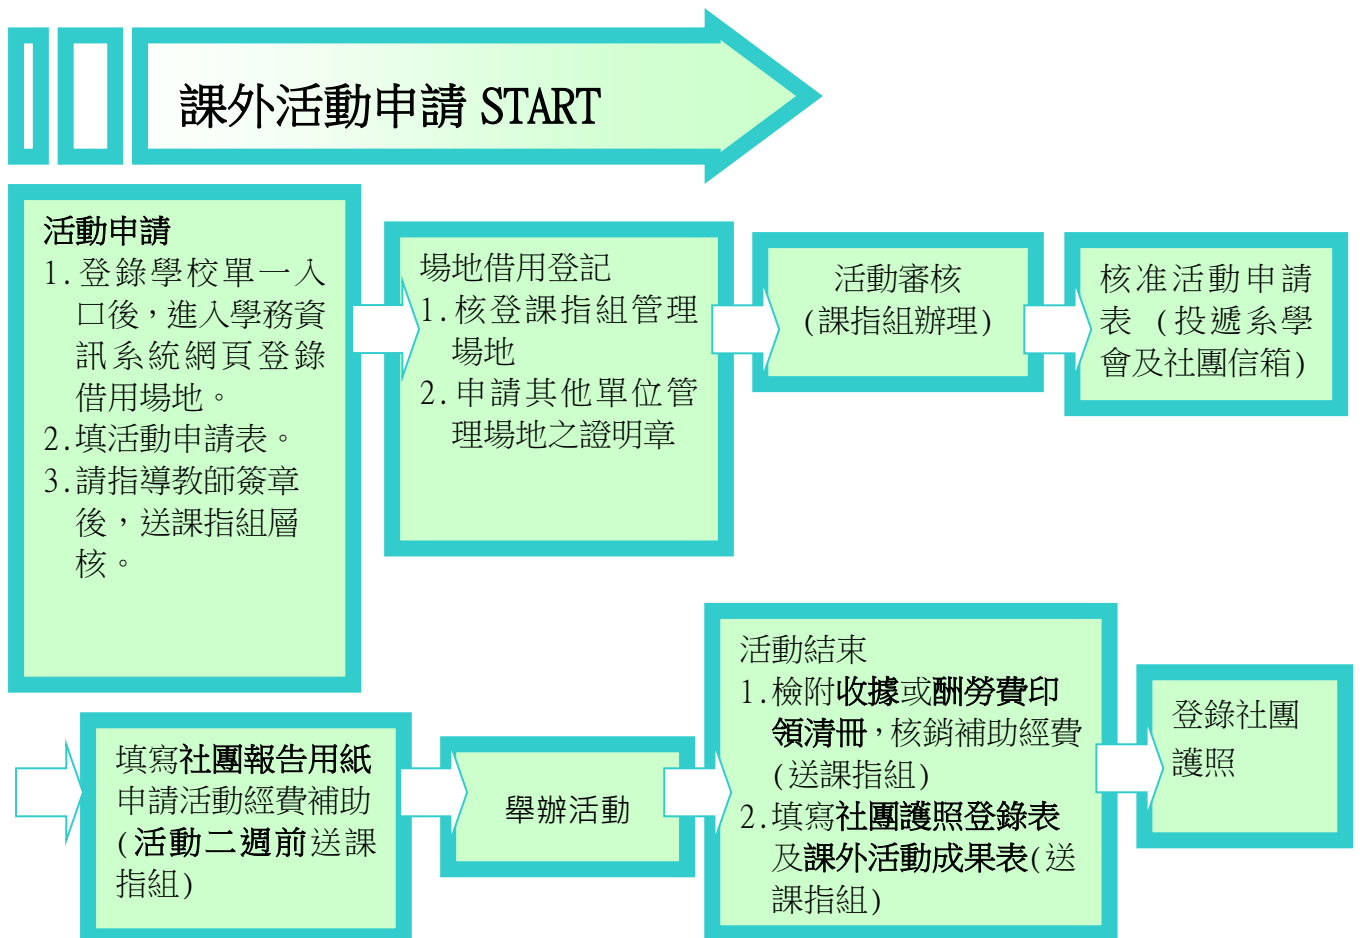 課外活動申請 START
活動申請
1.登錄學校單一入
口後，進入學務資
訊系統網頁登錄
借用場地。
2.填活動申請表。
3.請指導教師簽章
後，送課指組層
核。
場地借用登記
1.核登課指組管理
場地
2.申請其他單位管
理場地之證明章
活動審核
(課指組辦理)
核准活動申請
表 (投遞系學
會及社團信箱)
填寫社團報告用紙
申請活動經費補助
(活動二週前送課
指組)
舉辦活動
活動結束
1.檢附收據或酬勞費印
領清冊，核銷補助經費
(送課指組)
2.填寫社團護照登錄表
及課外活動成果表(送
課指組)
登錄社團
護照